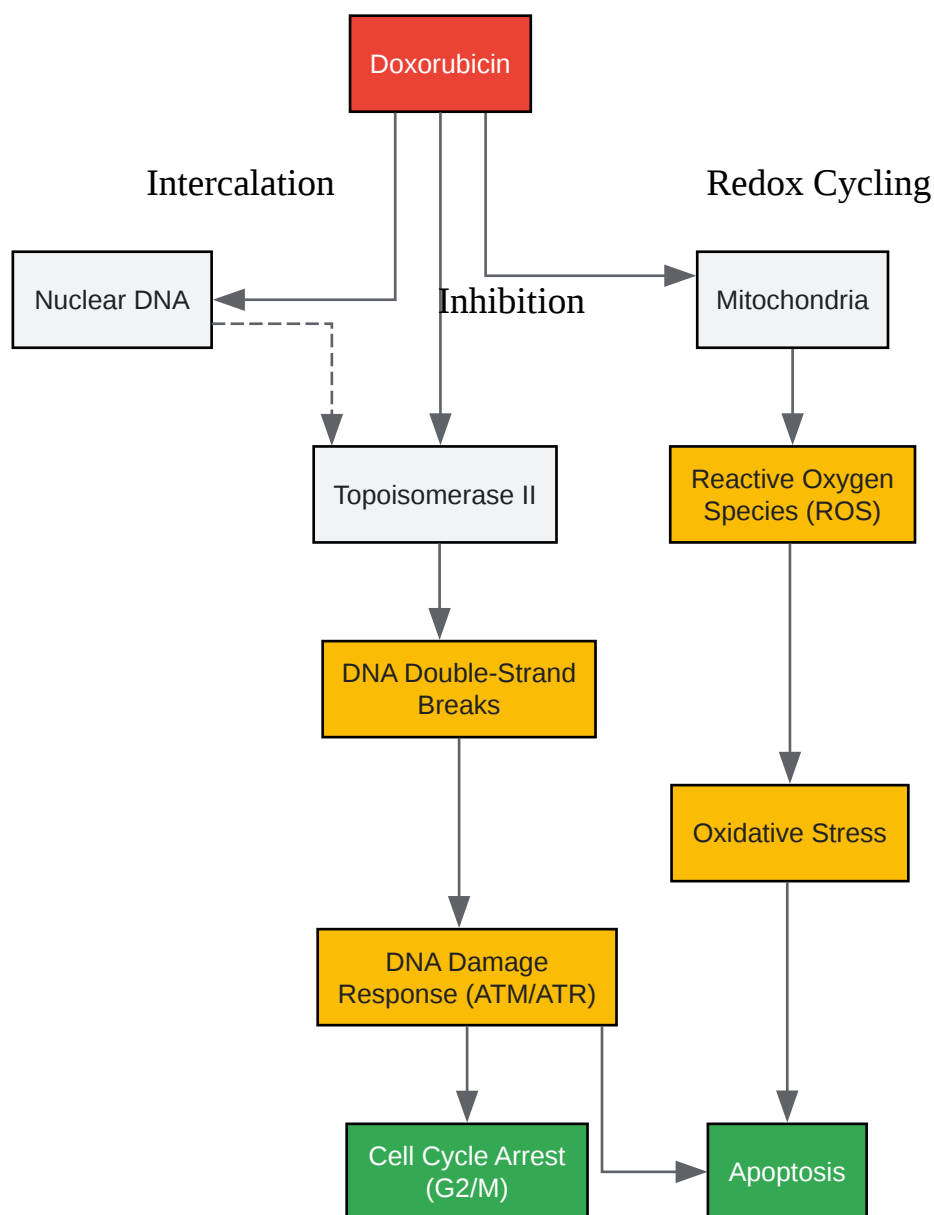 Doxorubicin
Intercalation
Redox Cycling
Nuclear DNA
Inhibition
Mitochondria
Topoisomerase II
Reactive Oxygen
Species (ROS)
DNA Double-Strand
Breaks
Oxidative Stress
DNA Damage
Response (ATM/ATR)
Cell Cycle Arrest
(G2/M)
Apoptosis